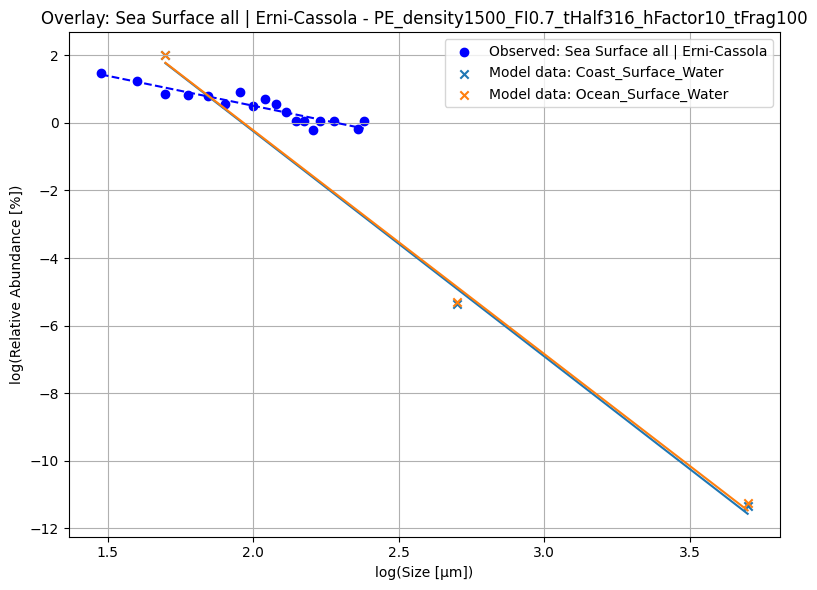 Overlay: Sea Surface all | Erni-Cassola - PE_density1500_FI0.7_tHalf316_hFactor10_tFrag100
Observed: Sea Surface all | Erni-Cassola
Model data: Coast_Surface_Water
Model data: Ocean_Surface_Water
log(Relative Abundance [%])
2
0
−2
−4
−6
−8
−10
−12
1.5
2.0
2.5
3.0
3.5
log(Size [μm])